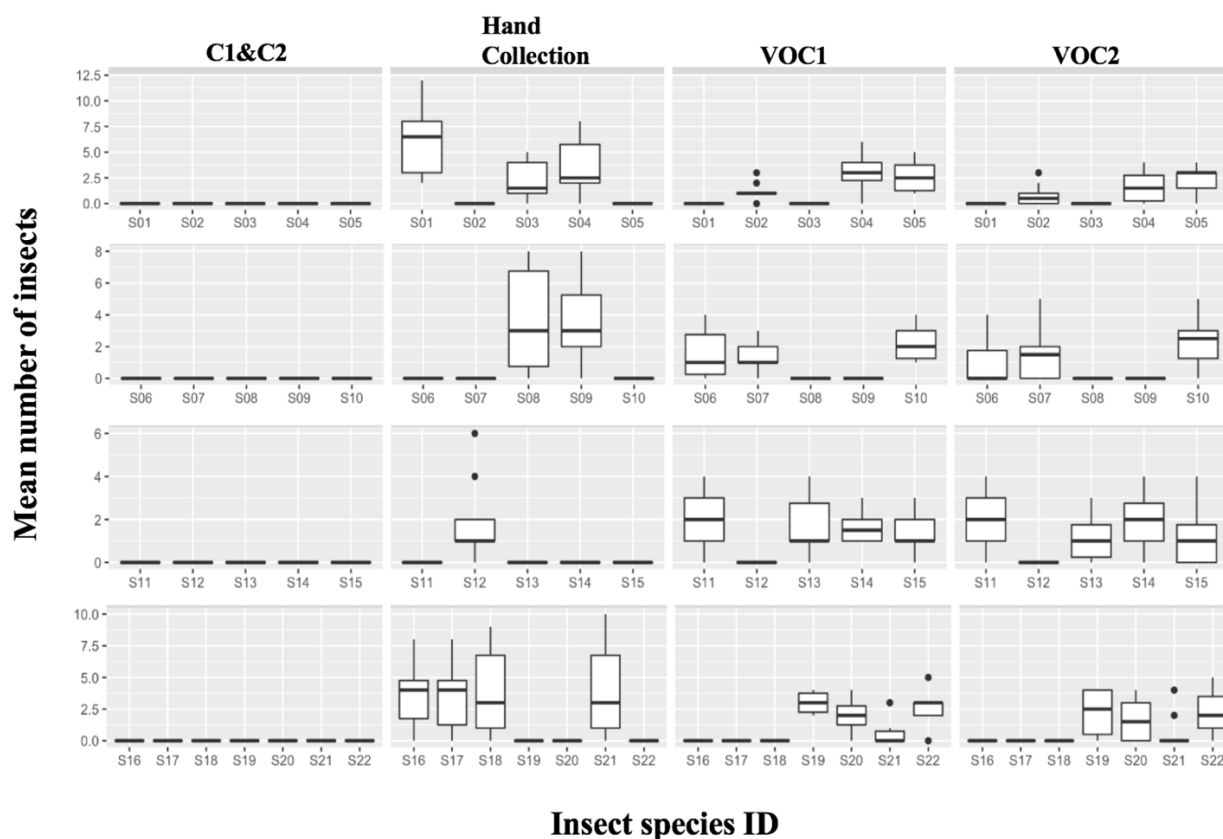 C1&C2
Hand
Collection
VOC1
VOC2
Mean number of insects
12.5
10.0
7.5
5.0
2.5
0.0
S01 S02 S03 S04 S05 S01 S02 S03 S04 S05 S01 S02 S03 S04 S05 S01 S02 S03 S04 S05
8
6
4
2
0
S06 S07 S08 S09 S10 S06 S07 S08 S09 S10 S06 S07 S08 S09 S10 S06 S07 S08 S09 S10
6
4
2
0
S11 S12 S13 S14 S15 S11 S12 S13 S14 S15 S11 S12 S13 S14 S15 S11 S12 S13 S14 S15
10.0
7.5
5.0
2.5
0.0
S16 S17 S18 S19 S20 S21 S22 S16 S17 S18 S19 S20 S21 S22 S16 S17 S18 S19 S20 S21 S22 S16 S17 S18 S19 S20 S21 S22
Insect species ID